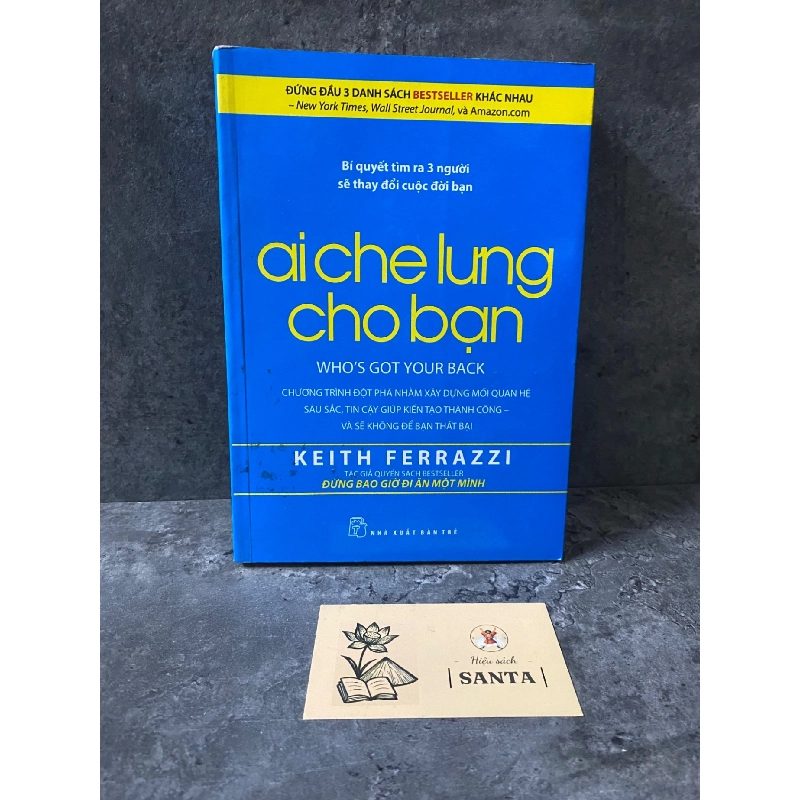 ĐỨNG ĐẦU 3 DANH SÁCH BESTSELLER KHÁC NHAU
– New York Times, Wall Street Journal, và Amazon.com
Bí quyết tìm ra 3 người
sẽ thay đổi cuộc đời bạn
ai che lưng
cho bạn
WHO'S GOT YOUR BACK
CHƯƠNG TRÌNH ĐỘT PHÁ NHẰM XÂY DỰNG MỐI QUAN HỆ
SÂU SẮC, TIN CẬY GIÚP KIẾN TẠO THÀNH CÔNG –
VÀ SẼ KHÔNG ĐỂ BẠN THẤT BẠI
KEITH FERRAZZI
TÁC GIẢ QUYỂN SÁCH BESTSELLER
ĐỪNG BAO GIỜ ĐI ĂN MỘT MÌNH
NHÀ XUẤT BẢN TRẺ
Hiệu sách
SANTA